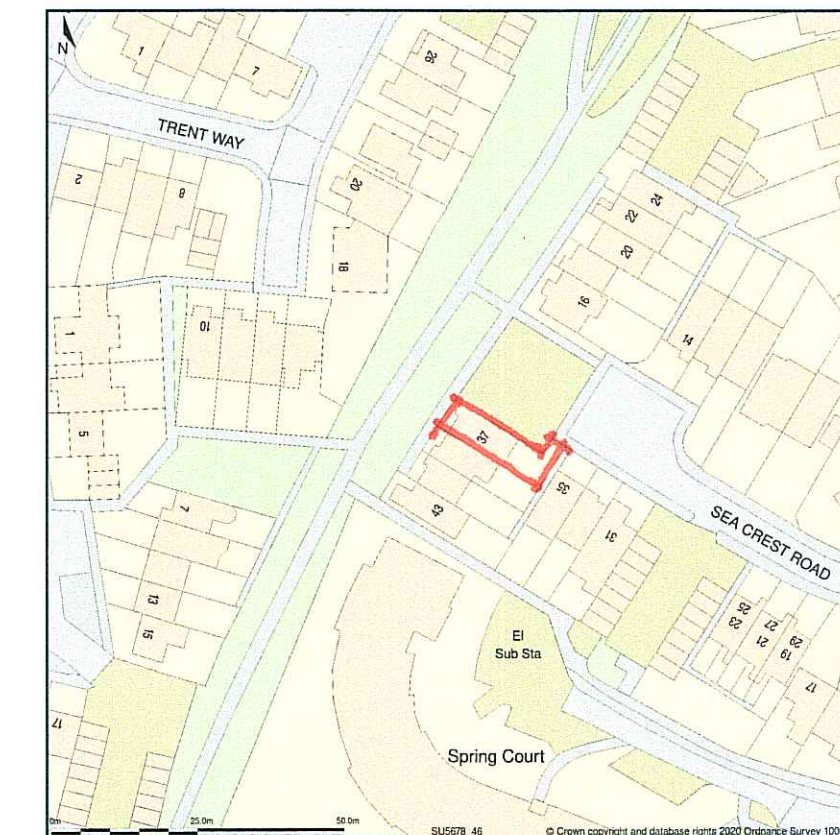 N
1
7
26
TRENT WAY
2
8
20
24
22
20
18
16
1
10
14
37
5
35
43
31
7
SEA CREST ROAD
25
23
27
21
29
19
El
Sub Sta
13
15
17
17
Spring Court
0m
25.0m
50.0m
SU5678 46
© Crown copyright and database rights 2020 Ordnance Survey 100